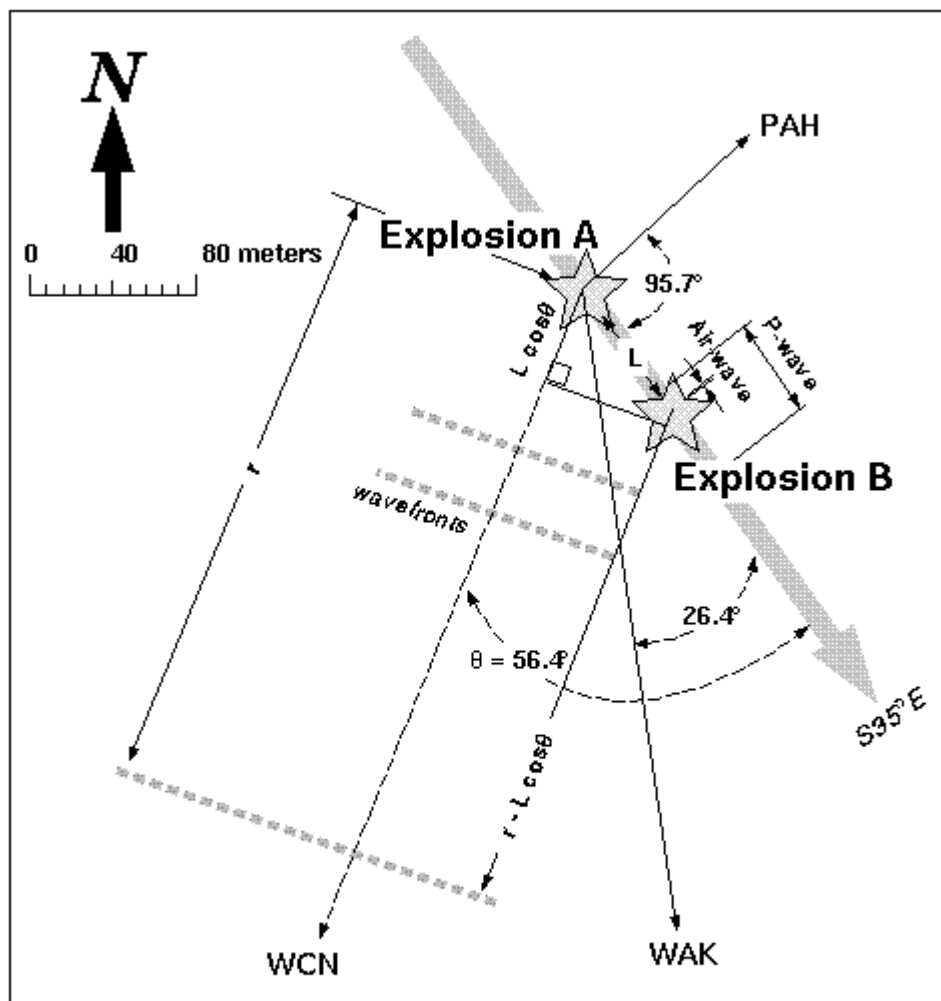 N
PAH
0 40 80 meters
Explosion A
95.7°
L cosθ
Air-wave
P-wave
L
Explosion B
r
wavefronts
26.4°
θ = 56.4°
S35°E
r - L cosθ
WCN
WAK